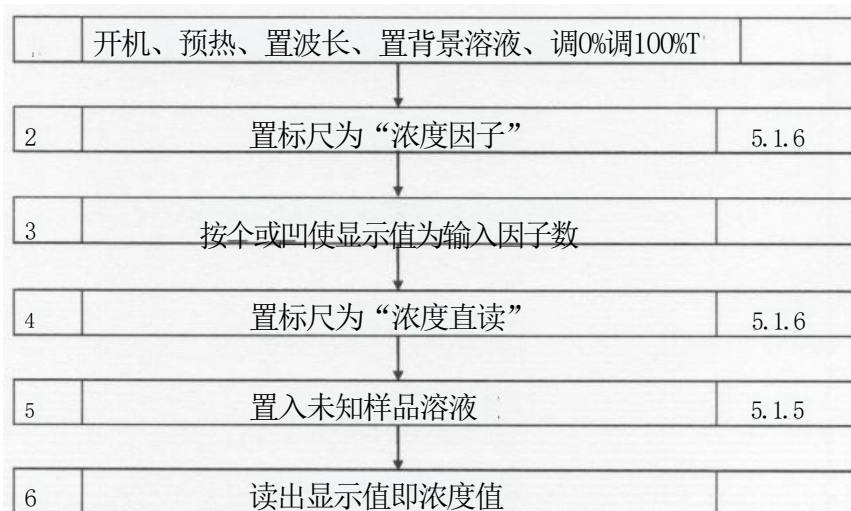 开机、预热、置波长、置背景溶液、调0%调100%T
2 置标尺为“浓度因子” 5.1.6
3 按个或凹使显示值为输入因子数
4 置标尺为“浓度直读” 5.1.6
5 置入未知样品溶液 5.1.5
6 读出显示值即浓度值